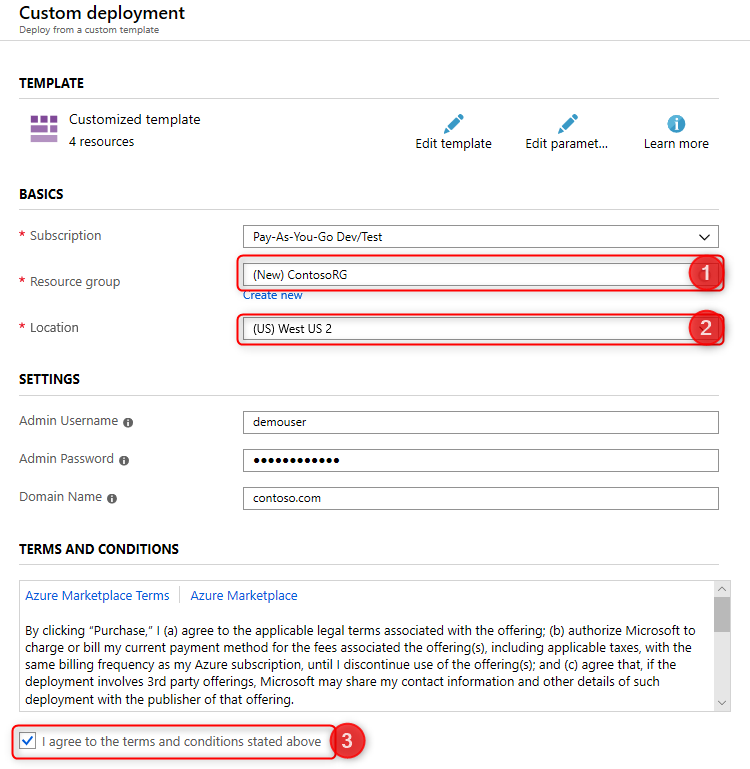 Custom deployment
Deploy from a custom template
TEMPLATE
Customized template
4 resources
Edit template
Edit paramet...
Learn more
BASICS
* Subscription
Pay-As-You-Go Dev/Test
* Resource group
(New) ContosoRG
1
Create new
* Location
(US) West US 2
2
SETTINGS
Admin Username
demouser
Admin Password
••••••••••••
Domain Name
contoso.com
TERMS AND CONDITIONS
Azure Marketplace Terms
Azure Marketplace
By clicking “Purchase,” I (a) agree to the applicable legal terms associated with the offering; (b) authorize Microsoft to
charge or bill my current payment method for the fees associated the offering(s), including applicable taxes, with the
same billing frequency as my Azure subscription, until I discontinue use of the offering(s); and (c) agree that, if the
deployment involves 3rd party offerings, Microsoft may share my contact information and other details of such
deployment with the publisher of that offering.
I agree to the terms and conditions stated above
3